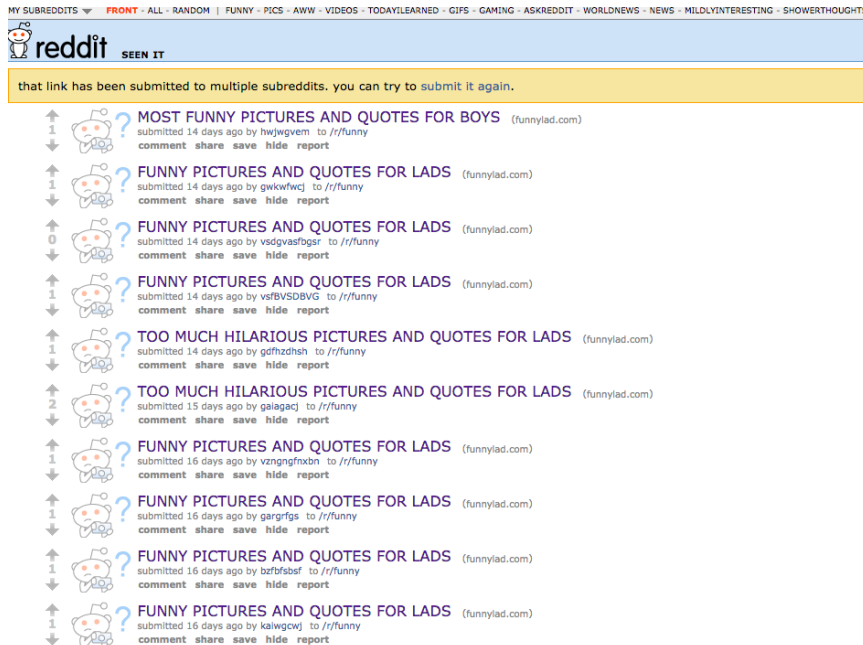 MY SUBREDDITS FRONT - ALL - RANDOM | FUNNY - PICS - AWW - VIDEOS - TODAYILEARNED - GIFS - GAMING - ASKREDDIT - WORLDNEWS - NEWS - MILDLYINTERESTING - SHOWERTHOUGHT
reddit SEEN IT
that link has been submitted to multiple subreddits. you can try to submit it again.
MOST FUNNY PICTURES AND QUOTES FOR BOYS (funnylad.com)
1 submitted 14 days ago by hwjwgvem to /r/funny
comment share save hide report
FUNNY PICTURES AND QUOTES FOR LADS (funnylad.com)
1 submitted 14 days ago by gwkwfwcj to /r/funny
comment share save hide report
FUNNY PICTURES AND QUOTES FOR LADS (funnylad.com)
0 submitted 14 days ago by vsdgvasfbgsr to /r/funny
comment share save hide report
FUNNY PICTURES AND QUOTES FOR LADS (funnylad.com)
1 submitted 14 days ago by vsfBVSDBVG to /r/funny
comment share save hide report
TOO MUCH HILARIOUS PICTURES AND QUOTES FOR LADS (funnylad.com)
1 submitted 14 days ago by gdfhzdhsh to /r/funny
comment share save hide report
TOO MUCH HILARIOUS PICTURES AND QUOTES FOR LADS (funnylad.com)
2 submitted 15 days ago by gaiagacj to /r/funny
comment share save hide report
FUNNY PICTURES AND QUOTES FOR LADS (funnylad.com)
1 submitted 16 days ago by vzngngfnxbn to /r/funny
comment share save hide report
FUNNY PICTURES AND QUOTES FOR LADS (funnylad.com)
1 submitted 16 days ago by gargrfgs to /r/funny
comment share save hide report
FUNNY PICTURES AND QUOTES FOR LADS (funnylad.com)
1 submitted 16 days ago by bzfbfsbsf to /r/funny
comment share save hide report
FUNNY PICTURES AND QUOTES FOR LADS (funnylad.com)
1 submitted 16 days ago by kaiwgcwj to /r/funny
comment share save hide report